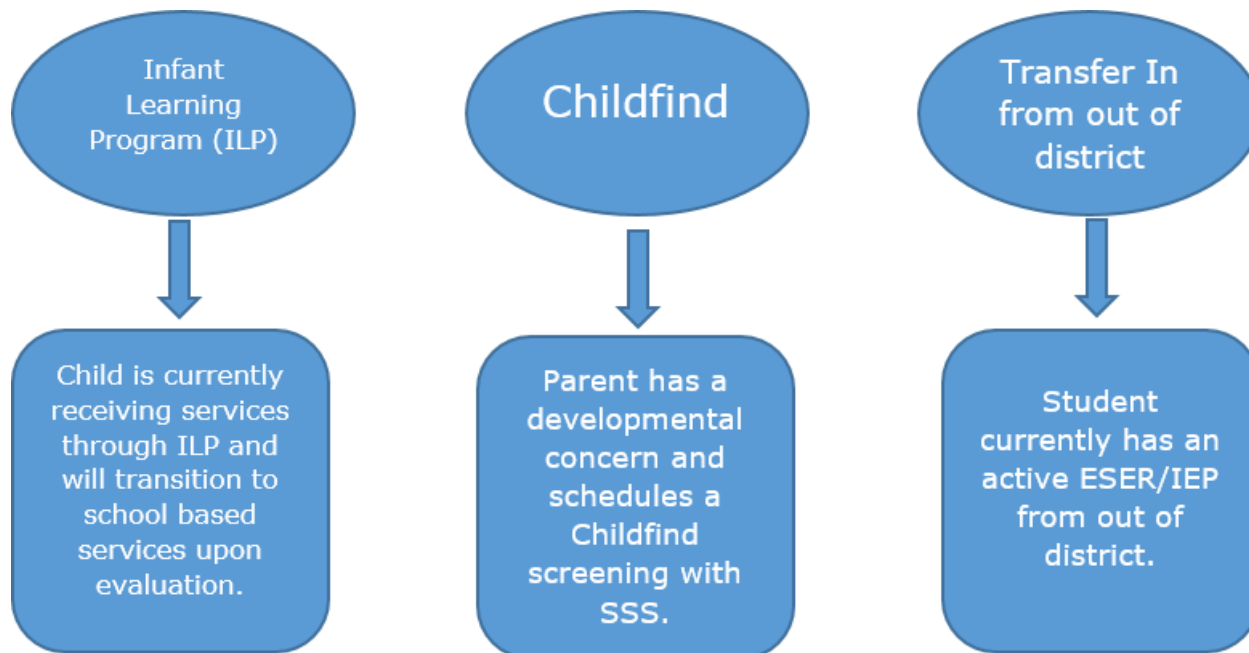 Infant
Learning
Program (ILP)
Childfind
Transfer In
from out of
district
Child is currently
receiving services
through ILP and
will transition to
school based
services upon
evaluation.
Parent has a
developmental
concern and
schedules a
Childfind
screening with
SSS.
Student
currently has an
active ESER/IEP
from out of
district.